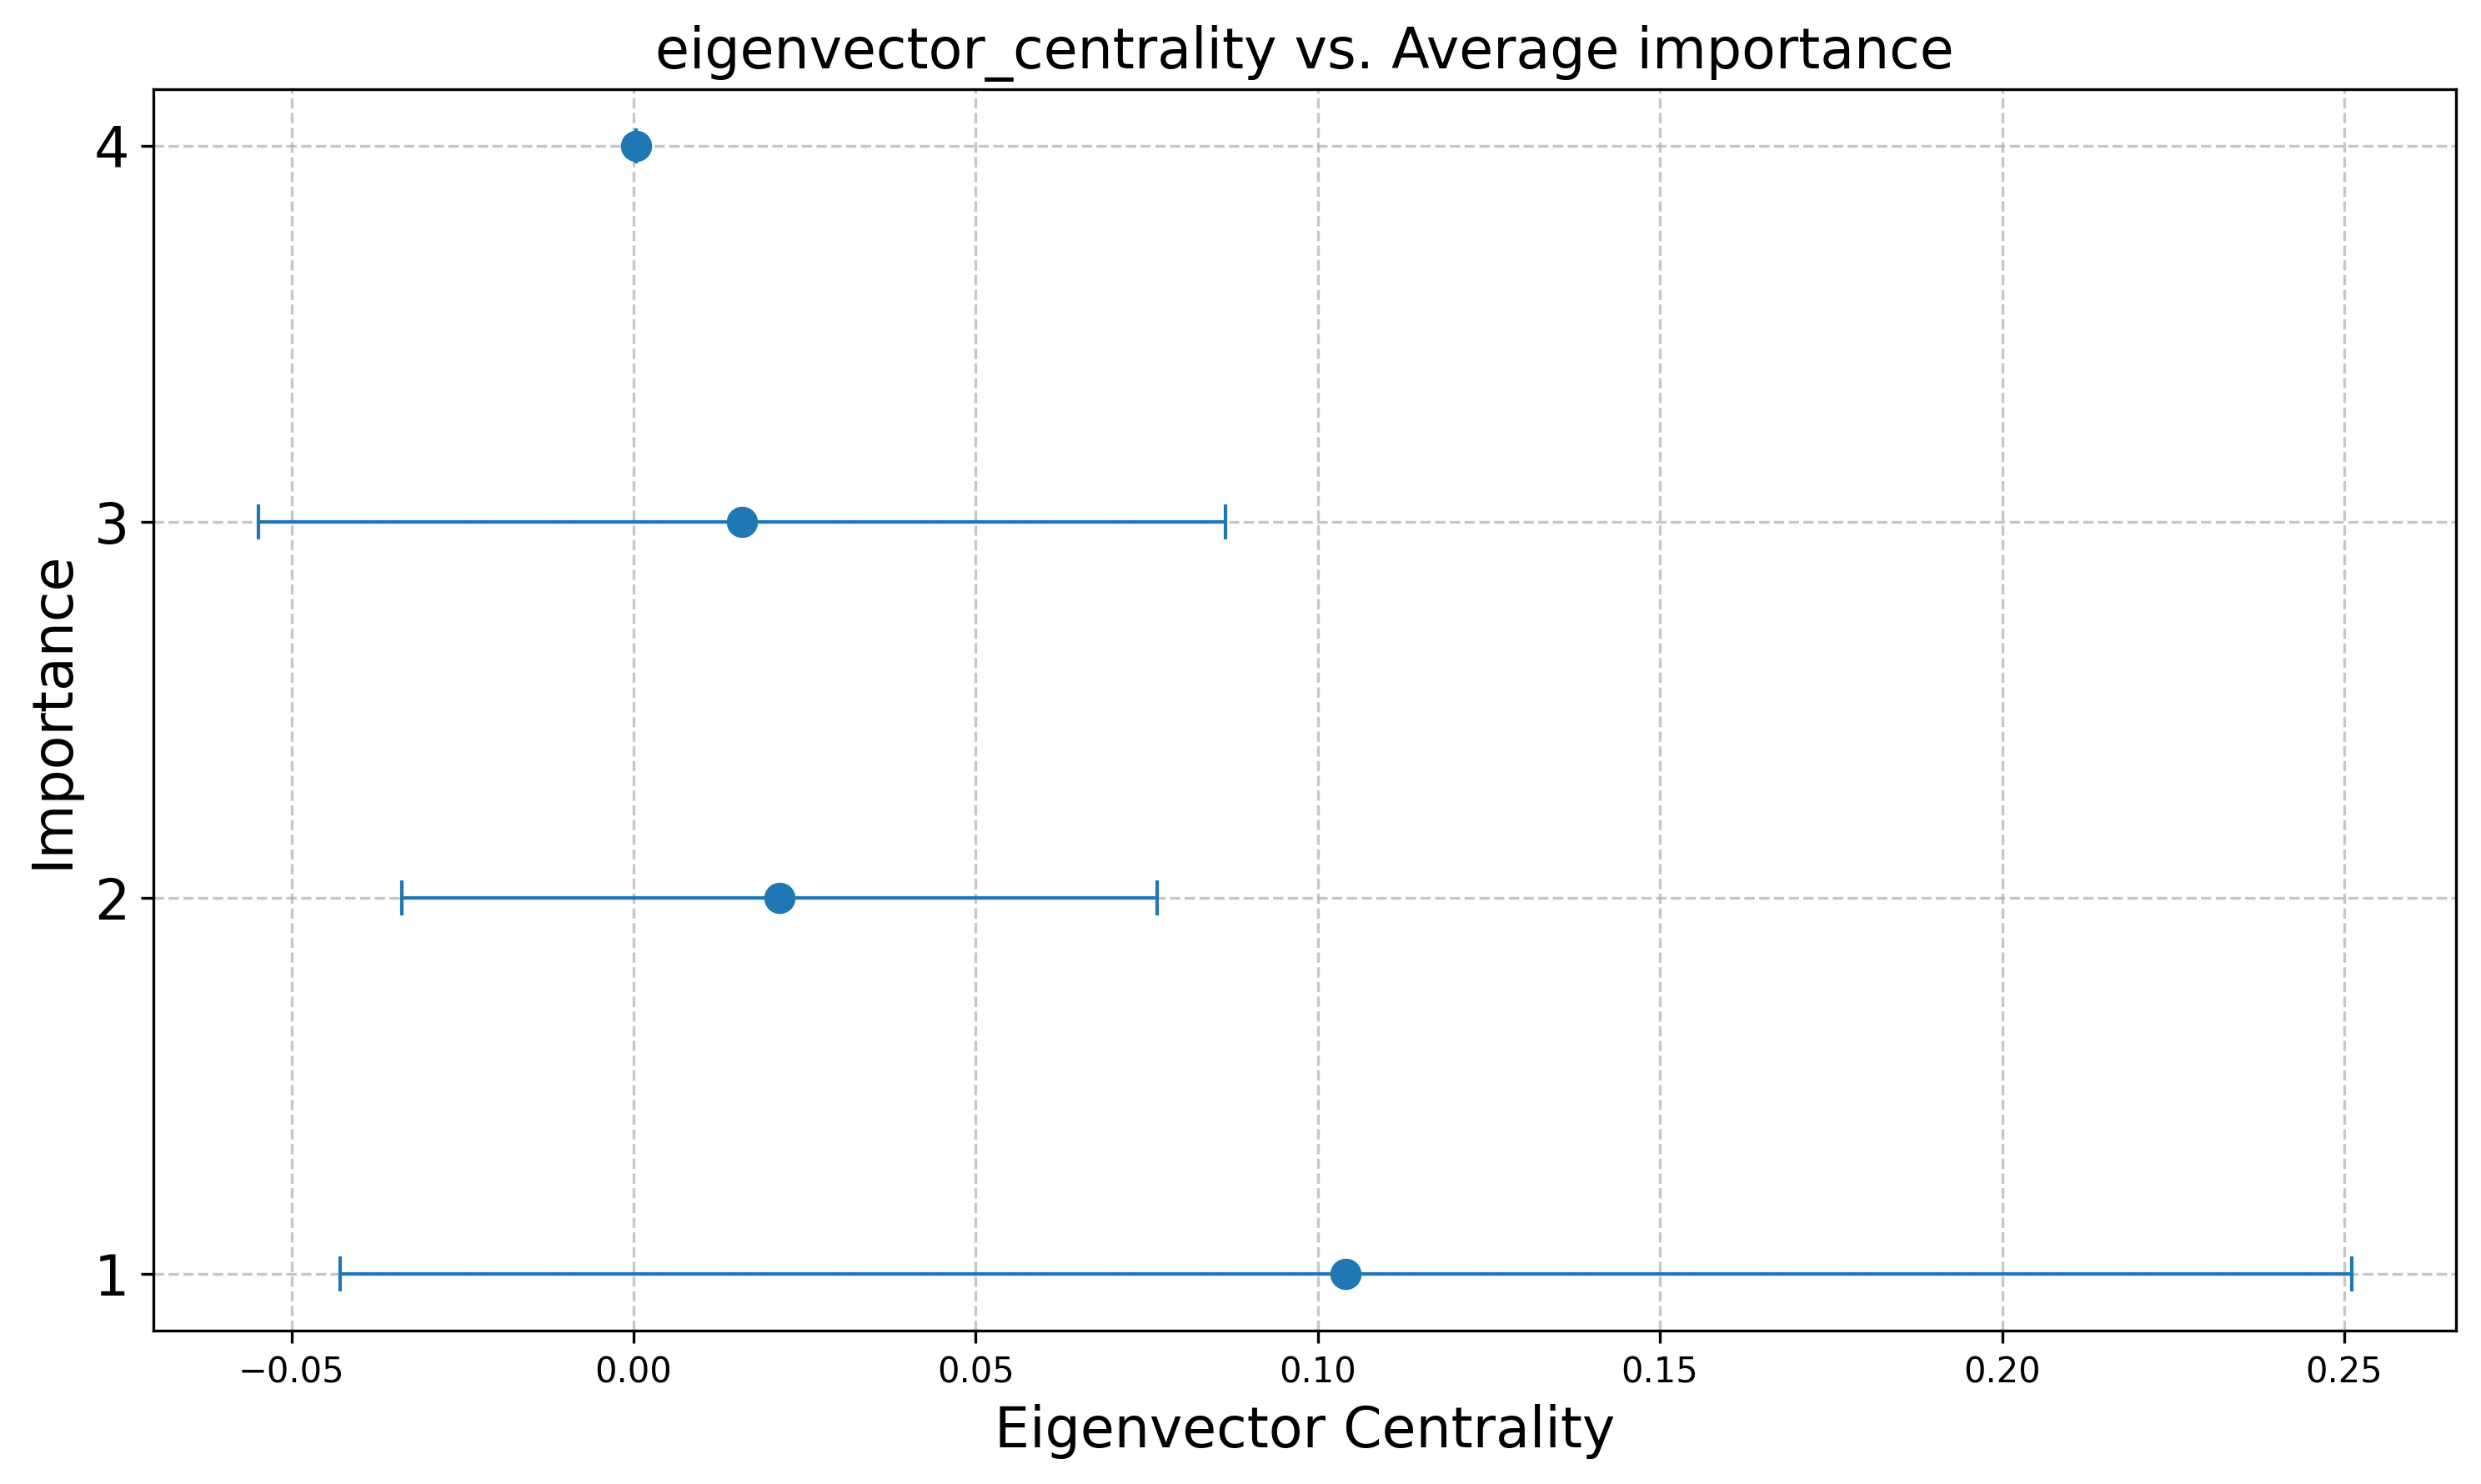 eigenvector_centrality vs. Average importance
4
3
2
1
Importance
−0.05 0.00 0.05 0.10 0.15 0.20 0.25
Eigenvector Centrality